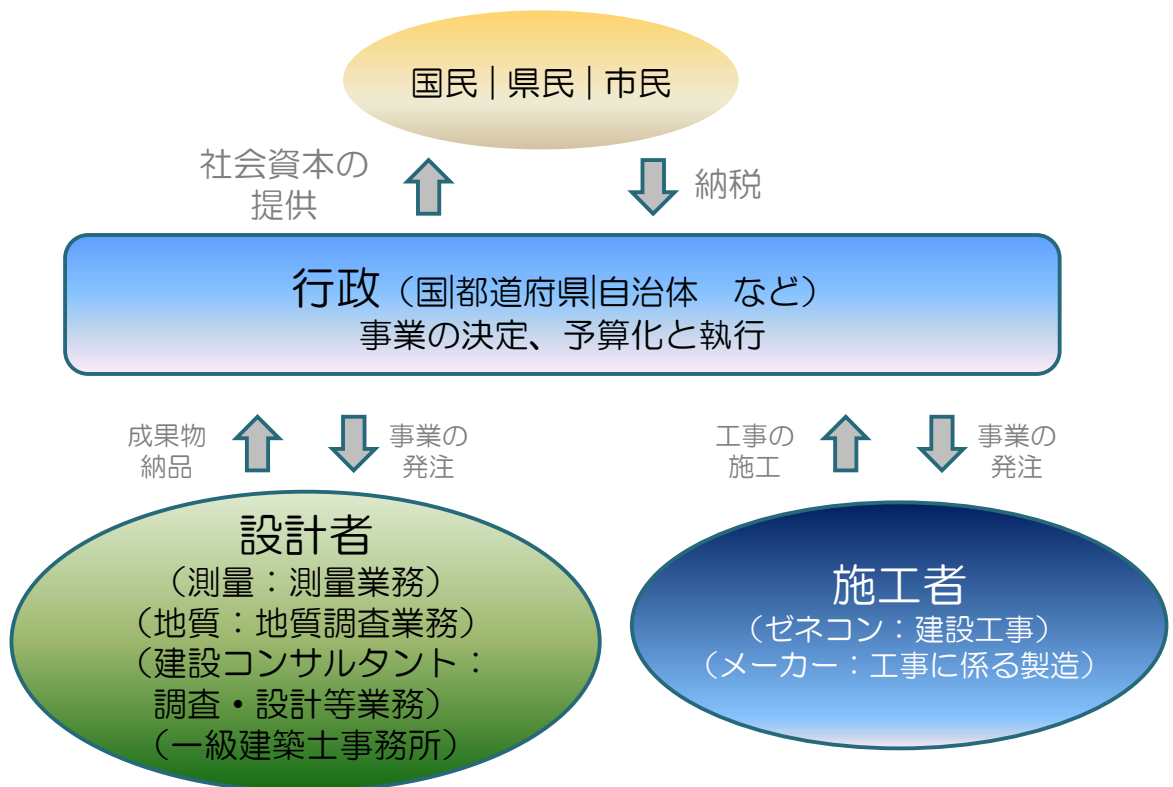 国民|県民|市民
社会資本の
提供
納税
行政（国|都道府県|自治体　など）
事業の決定、予算化と執行
成果物
納品
事業の
発注
工事の
施工
事業の
発注
設計者
（測量：測量業務）
（地質：地質調査業務）
（建設コンサルタント：
調査・設計等業務）
（一級建築士事務所）
施工者
（ゼネコン：建設工事）
（メーカー：工事に係る製造）